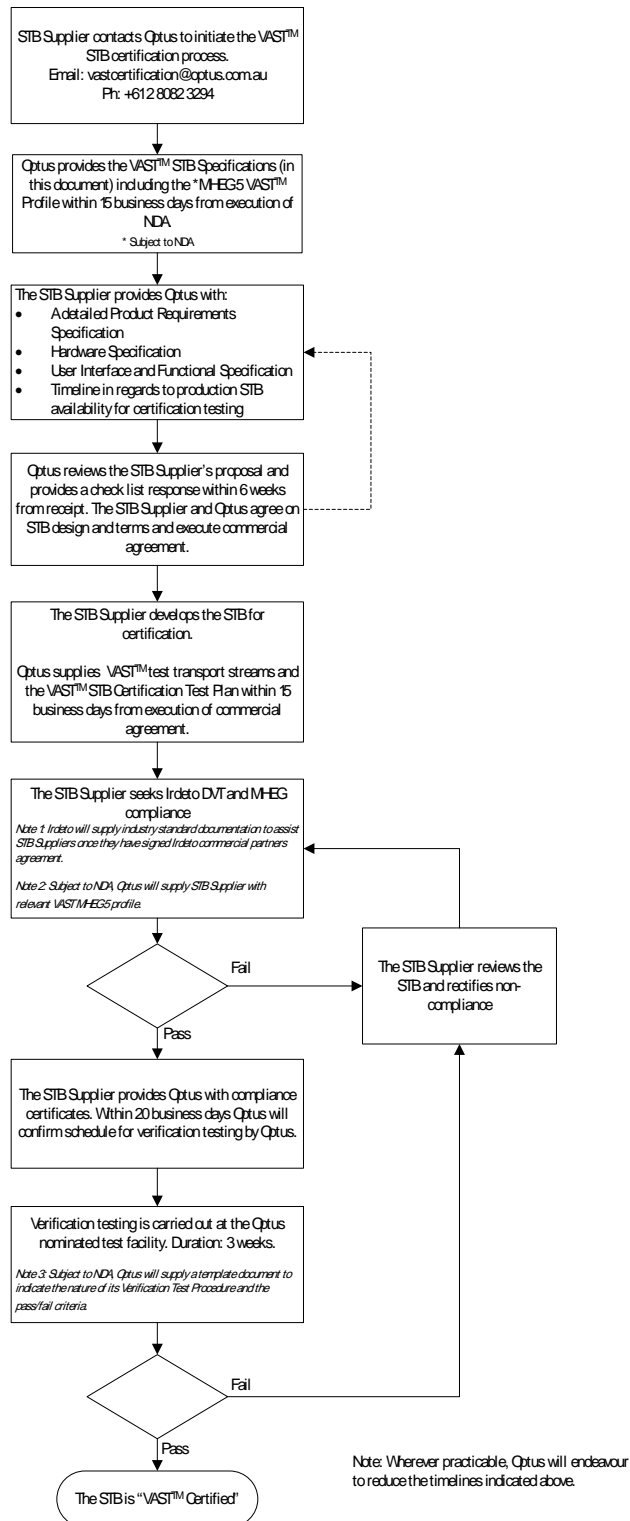 STB Supplier contacts Optus to initiate the VAST™
STB certification process.
Email: vastcertification@optus.com.au
Ph: +612 8082 3294
Optus provides the VAST™ STB Specifications (in
this document) including the *MHEG5 VAST™
Profile within 15 business days from execution of
NDA.
* Subject to NDA
The STB Supplier provides Optus with:
• A detailed Product Requirements
Specification
• Hardware Specification
• User Interface and Functional Specification
• Timeline in regards to production STB
availability for certification testing
Optus reviews the STB Supplier's proposal and
provides a check list response within 6 weeks
from receipt. The STB Supplier and Optus agree on
STB design and terms and execute commercial
agreement.
The STB Supplier develops the STB for
certification.
Optus supplies VAST™ test transport streams and
the VAST™ STB Certification Test Plan within 15
business days from execution of commercial
agreement.
The STB Supplier seeks Irdeto DVT and MHEG
compliance
Note 1: Irdeto will supply industry standard documentation to assist
STB Suppliers once they have signed Irdeto commercial partners
agreement.
Note 2: Subject to NDA, Optus will supply STB Supplier with
relevant VAST MHEG5 profile.
Fail
The STB Supplier reviews the
STB and rectifies non-
compliance
Pass
The STB Supplier provides Optus with compliance
certificates. Within 20 business days Optus will
confirm schedule for verification testing by Optus.
Verification testing is carried out at the Optus
nominated test facility. Duration: 3 weeks.
Note 3: Subject to NDA, Optus will supply a template document to
indicate the nature of its Verification Test Procedure and the
pass/fail criteria.
Fail
Pass
Note: Wherever practicable, Optus will endeavour
to reduce the timelines indicated above.
The STB is "VAST™ Certified"